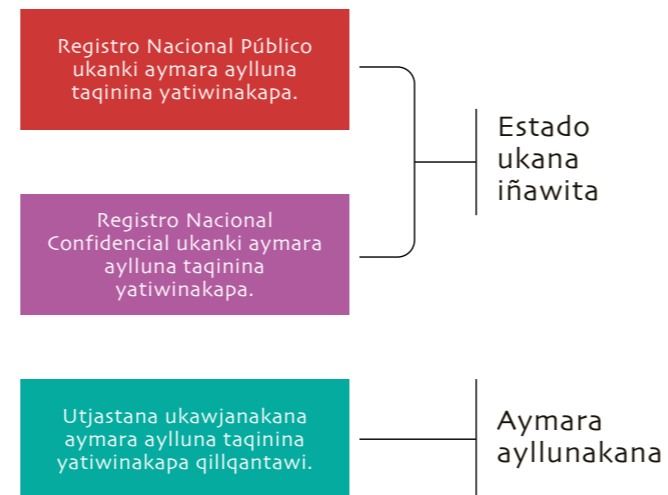 Registro Nacional Público
ukanki aymara aylluna
taqinina yatiwinakapa.
Estado
ukana
iñawita
Registro Nacional
Confidencial ukanki aymara
aylluna taqinina
yatiwinakapa.
Utjastana ukawjanakana
aymara aylluna taqinina
yatiwinakapa qillqantawi.
Aymara
ayllunakana